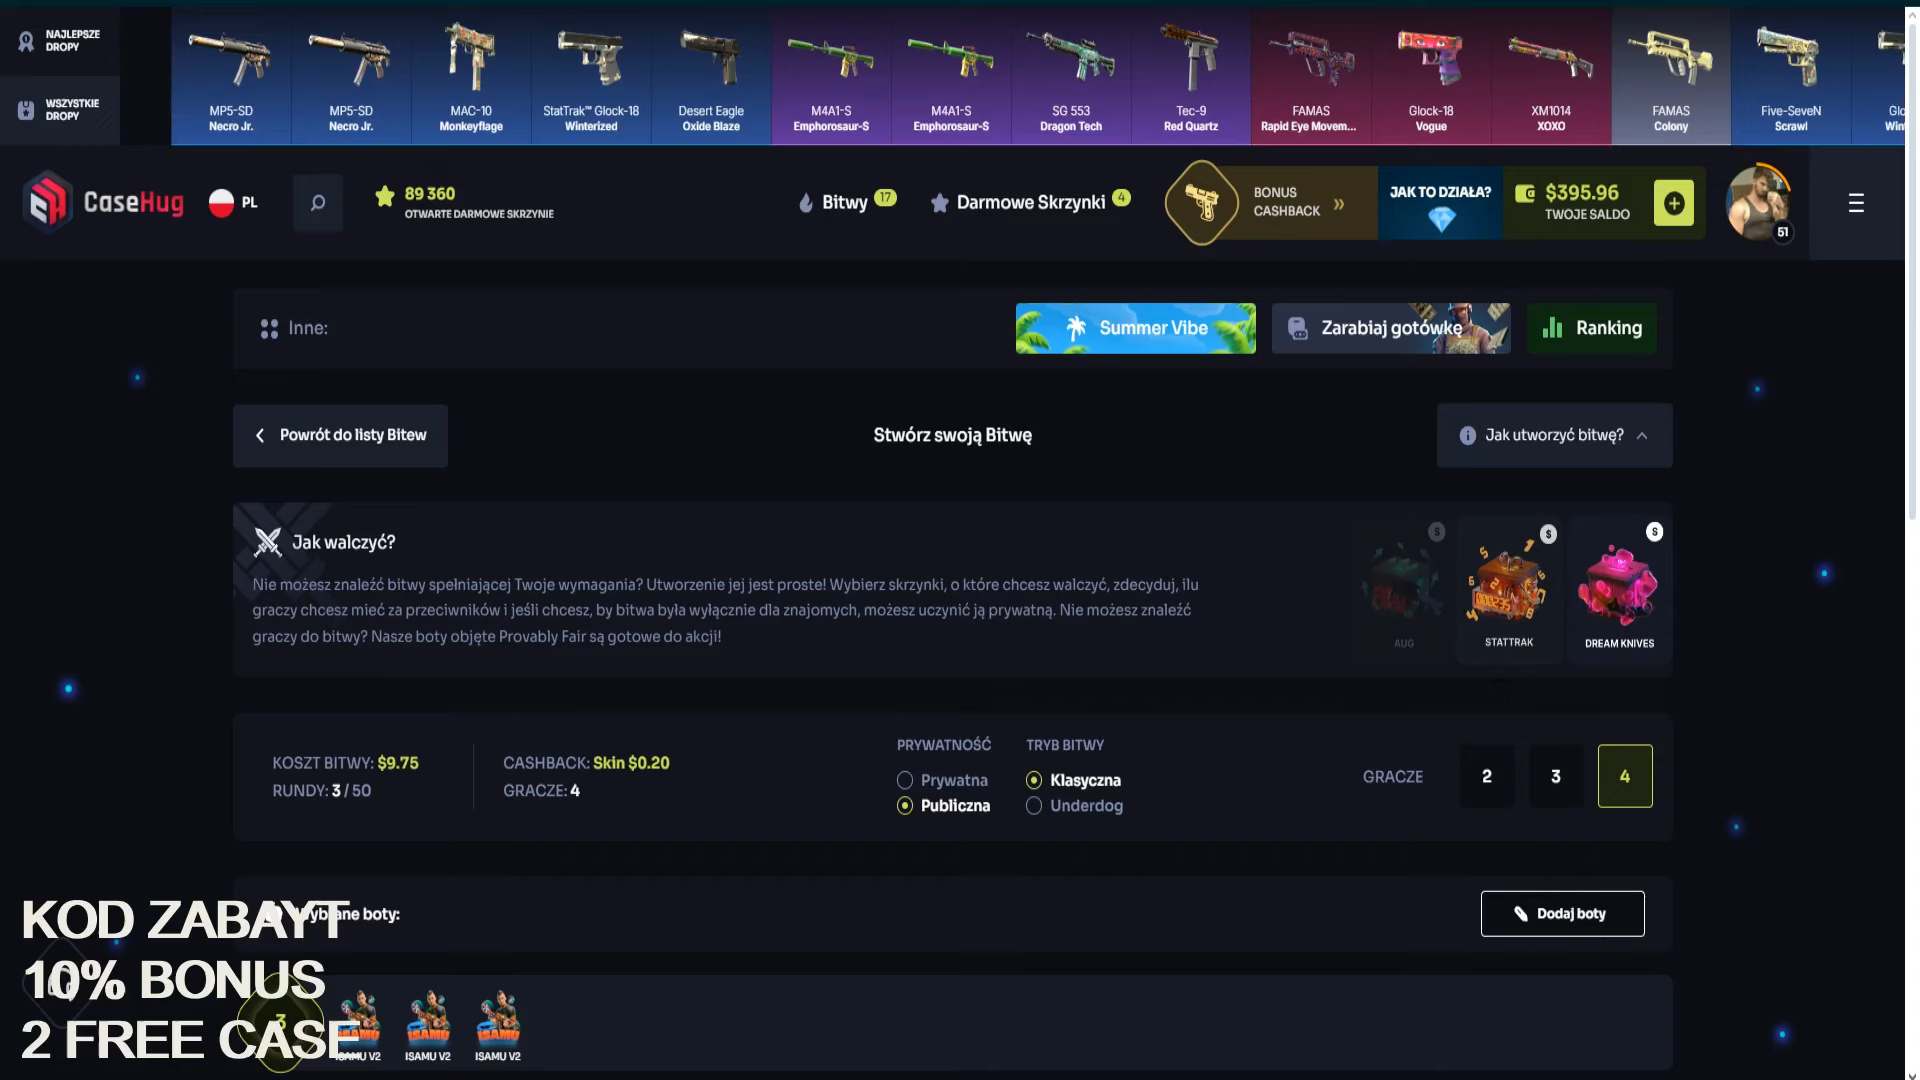 NAJLEPSZE
DROPY
WSZYSTKIE
DROPY
MP5-SD
Necro Jr.
MP5-SD
Necro Jr.
MAC-10
Monkeyflage
StatTrak™ Glock-18
Winterized
Desert Eagle
Oxide Blaze
M4A1-S
Emphorosaur-S
M4A1-S
Emphorosaur-S
SG 553
Dragon Tech
Tec-9
Red Quartz
FAMAS
Rapid Eye Movem...
Glock-18
Vogue
XM1014
XOXO
FAMAS
Colony
Five-SeveN
Scrawl
CaseHug
PL
89 360
OTWARTE DARMOWE SKRZYNIE
Bitwy 17
Darmowe Skrzynki 4
BONUS
CASHBACK
JAK TO DZIAŁA?
$395.96
TWOJE SALDO
51
Inne:
Summer Vibe
Zarabiaj gotówkę
Ranking
Powrót do listy Bitew
Stwórz swoją Bitwę
Jak utworzyć bitwę?
Jak walczyć?
Nie możesz znaleźć bitwy spełniającej Twoje wymagania? Utworzenie jej jest proste! Wybierz skrzynki, o które chcesz walczyć, zdecyduj, ilu
graczy chcesz mieć za przeciwników i jeśli chcesz, by bitwa była wyłącznie dla znajomych, możesz uczynić ją prywatną. Nie możesz znaleźć
graczy do bitwy? Nasze boty objęte Provably Fair są gotowe do akcji!
AUG
STATTRAK
DREAM KNIVES
KOSZT BITWY: $9.75
RUNDY: 3 / 50
CASHBACK: Skin $0.20
GRACZE: 4
PRYWATNOŚĆ
Prywatna
Publiczna
TRYB BITWY
Klasyczna
Underdog
GRACZE
2
3
4
boty:
Dodaj boty
KOD ZABAYT
10% BONUS
2 FREE CASE
3
ISAMU V2
ISAMU V2
ISAMU V2